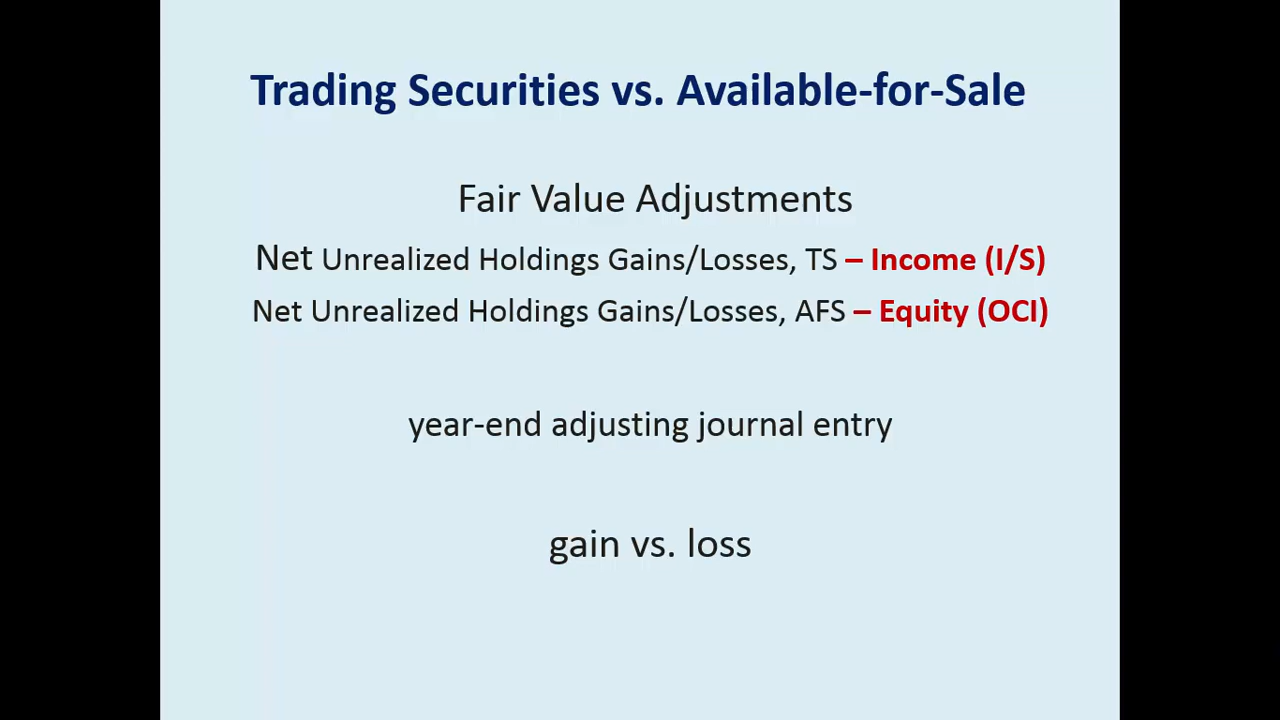 Trading Securities vs. Available-for-Sale
Fair Value Adjustments
Net Unrealized Holdings Gains/Losses, TS – Income (I/S)
Net Unrealized Holdings Gains/Losses, AFS – Equity (OCI)
year-end adjusting journal entry
gain vs. loss